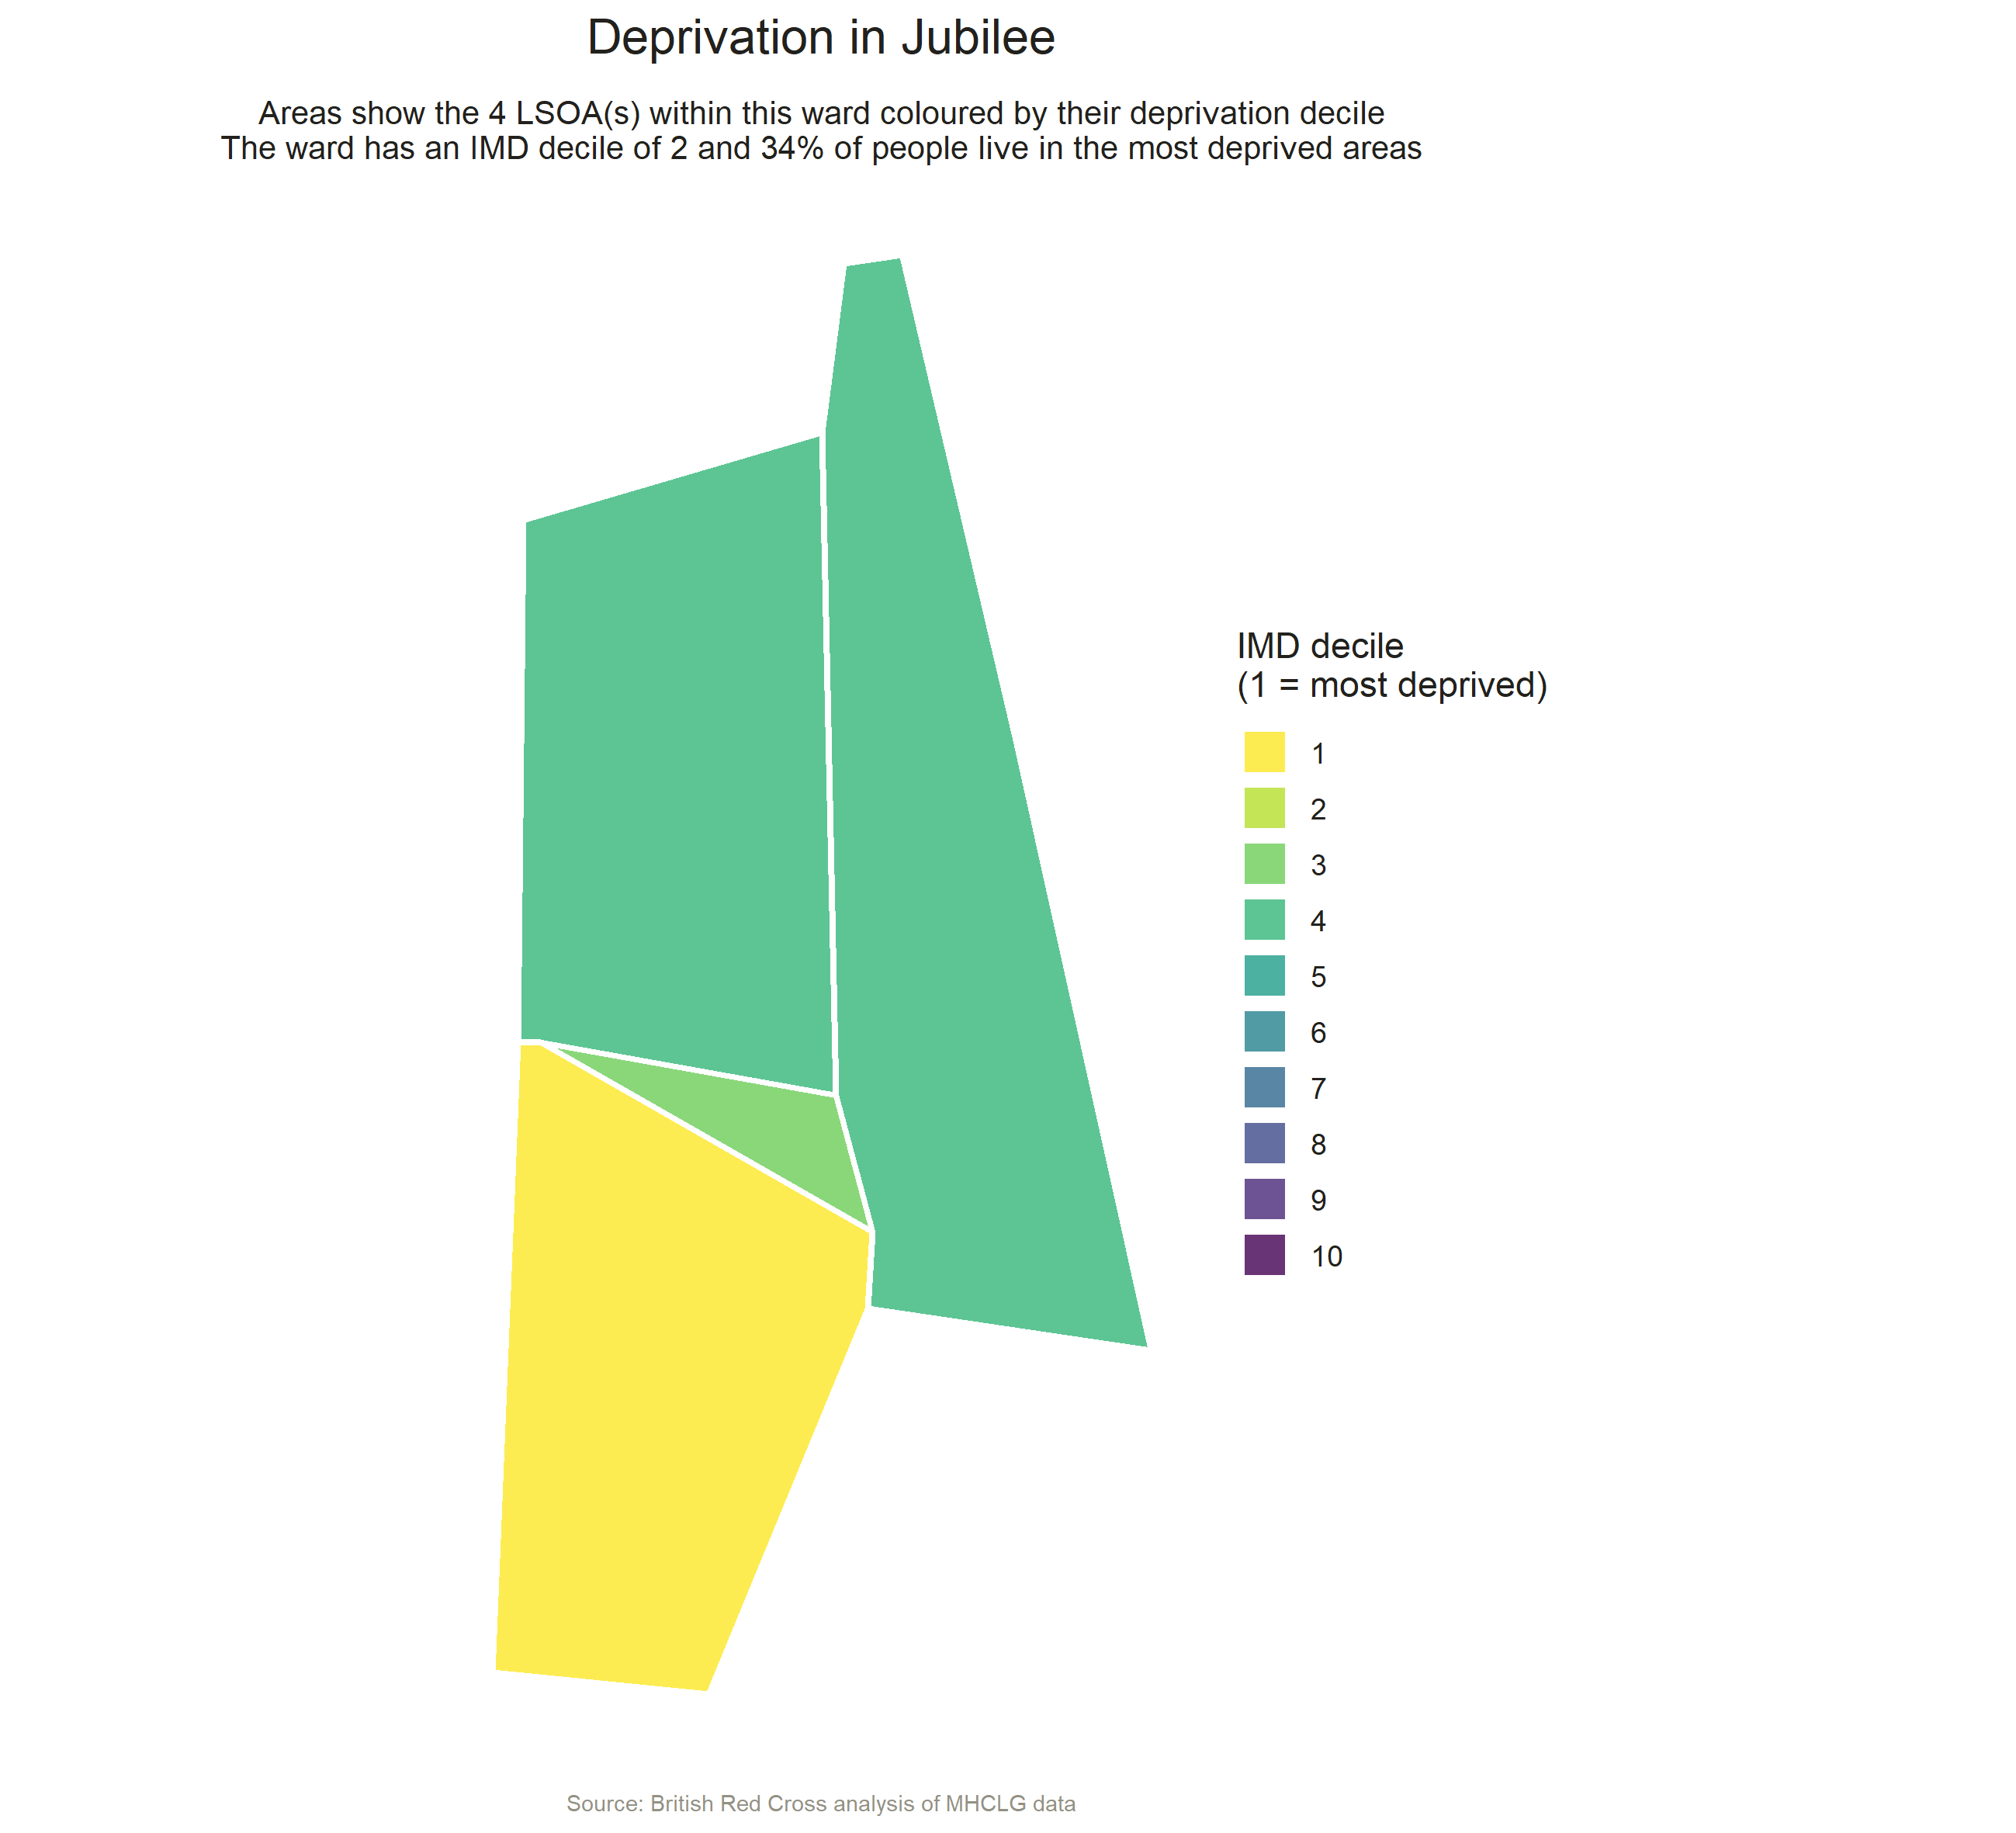 Deprivation in Jubilee
Areas show the 4 LSOA(s) within this ward coloured by their deprivation decile
The ward has an IMD decile of 2 and 34% of people live in the most deprived areas
IMD decile
(1 = most deprived)
1
2
3
4
5
6
7
8
9
10
Source: British Red Cross analysis of MHCLG data